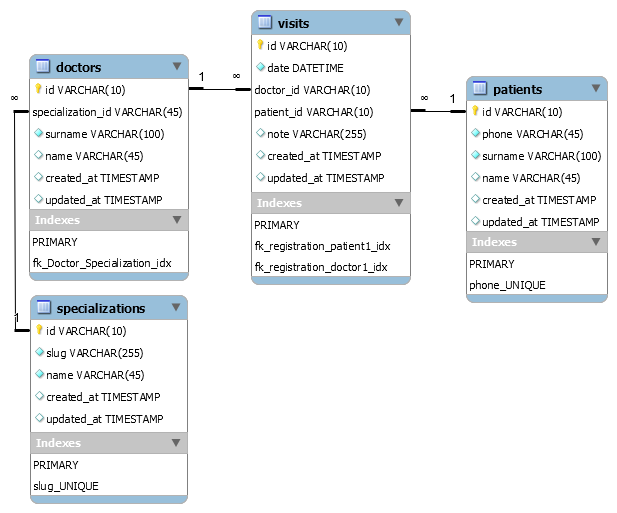 doctors
id VARCHAR(10)
specialization_id VARCHAR(45)
surname VARCHAR(100)
name VARCHAR(45)
created_at TIMESTAMP
updated_at TIMESTAMP
Indexes
PRIMARY
fk_Doctor_Specialization_idx
1
∞
visits
id VARCHAR(10)
date DATETIME
doctor_id VARCHAR(10)
patient_id VARCHAR(10)
note VARCHAR(255)
created_at TIMESTAMP
updated_at TIMESTAMP
Indexes
PRIMARY
fk_registration_patient1_idx
fk_registration_doctor1_idx
∞
1
patients
id VARCHAR(10)
phone VARCHAR(45)
surname VARCHAR(100)
name VARCHAR(45)
created_at TIMESTAMP
updated_at TIMESTAMP
Indexes
PRIMARY
phone_UNIQUE
∞
1
specializations
id VARCHAR(10)
slug VARCHAR(255)
name VARCHAR(45)
created_at TIMESTAMP
updated_at TIMESTAMP
Indexes
PRIMARY
slug_UNIQUE